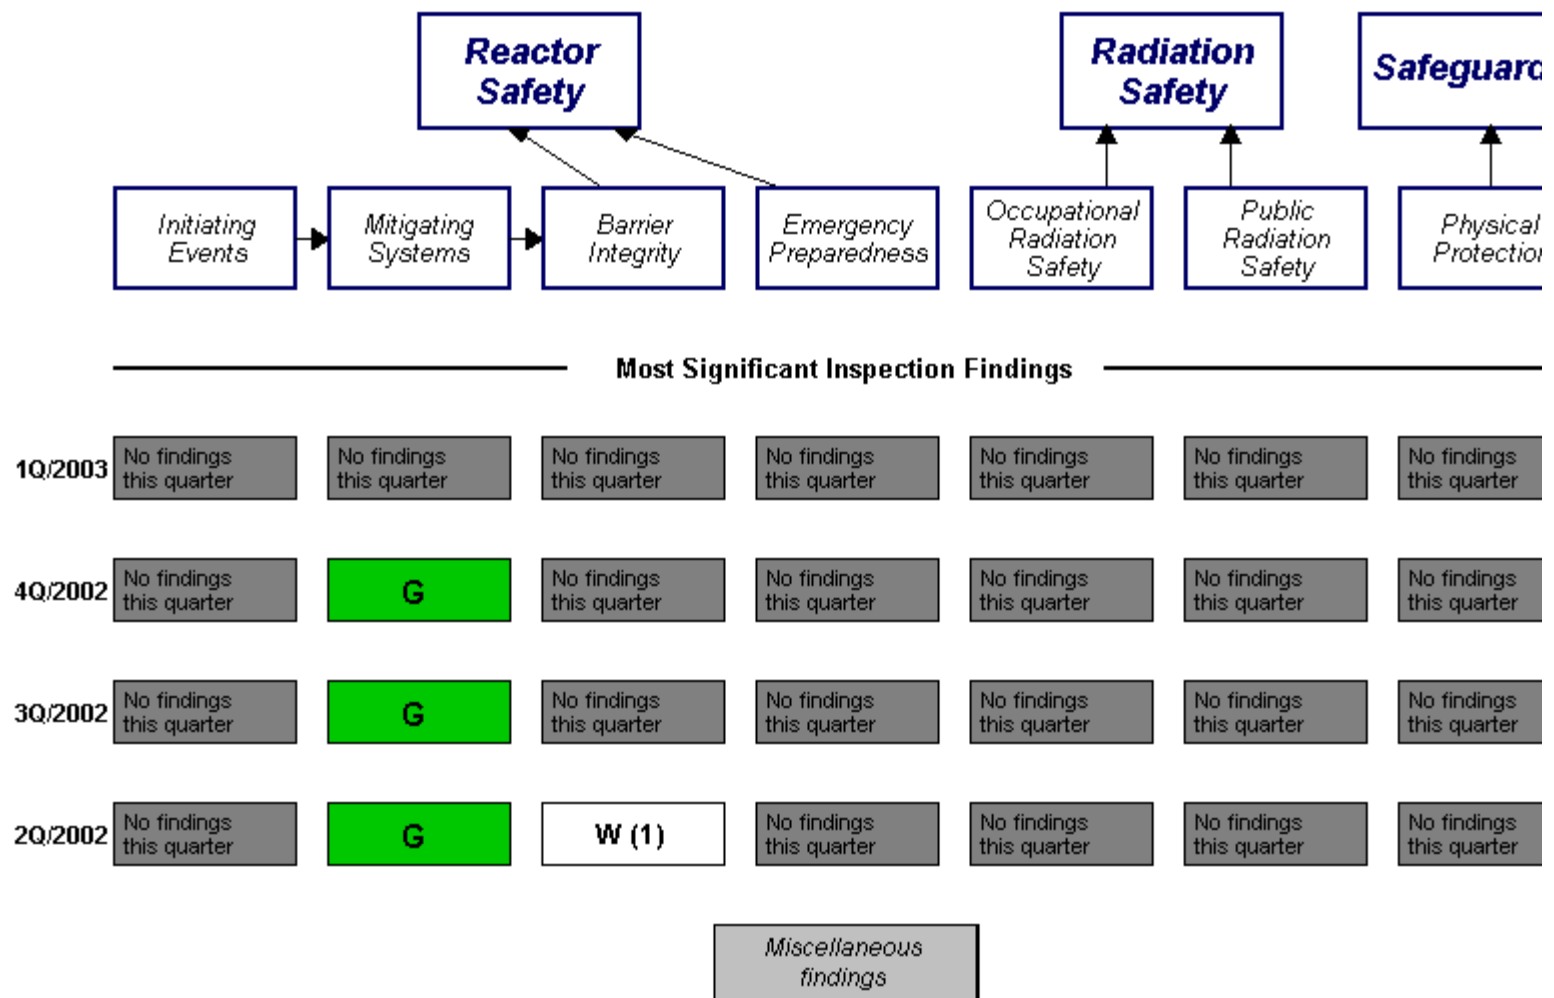 Reactor
Safety
Radiation
Safety
Safeguard
Initiating
Events
Mitigating
Systems
Barrier
Integrity
Emergency
Preparedness
Occupational
Radiation
Safety
Public
Radiation
Safety
Physical
Protection
Most Significant Inspection Findings
1Q/2003
No findings
this quarter
No findings
this quarter
No findings
this quarter
No findings
this quarter
No findings
this quarter
No findings
this quarter
No findings
this quarter
4Q/2002
No findings
this quarter
G
No findings
this quarter
No findings
this quarter
No findings
this quarter
No findings
this quarter
No findings
this quarter
3Q/2002
No findings
this quarter
G
No findings
this quarter
No findings
this quarter
No findings
this quarter
No findings
this quarter
No findings
this quarter
2Q/2002
No findings
this quarter
G
W (1)
No findings
this quarter
No findings
this quarter
No findings
this quarter
No findings
this quarter
Miscellaneous
findings